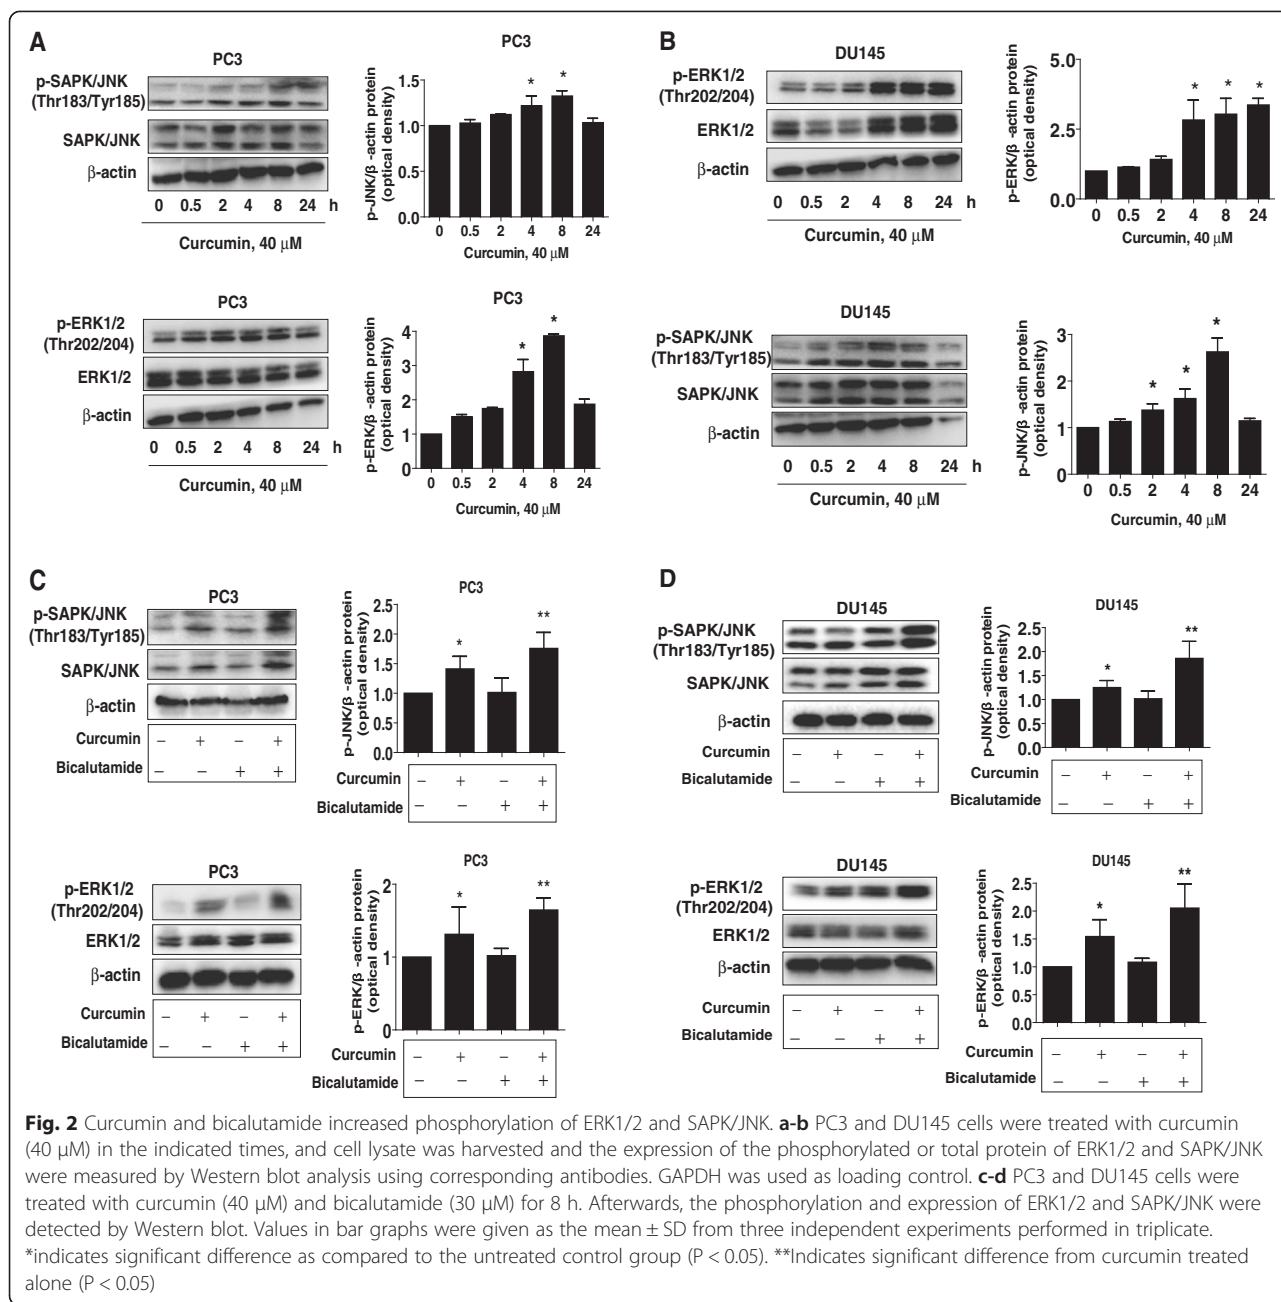 A
PC3
p-SAPK/JNK
(Thr183/Tyr185)
SAPK/JNK
β-actin
0 0.5 2 4 8 24 h
Curcumin, 40 µM
PC3
p-JNK/β -actin protein
(optical density)
1.5
1.0
0.5
0.0
* *
0 0.5 2 4 8 24
Curcumin, 40 µM
PC3
p-ERK1/2
(Thr202/204)
ERK1/2
β-actin
0 0.5 2 4 8 24 h
Curcumin, 40 µM
PC3
p-ERK/β -actin protein
(optical density)
4
3
2
1
0
* *
0 0.5 2 4 8 24
Curcumin, 40 µM
B
DU145
p-ERK1/2
(Thr202/204)
ERK1/2
β-actin
0 0.5 2 4 8 24 h
Curcumin, 40 µM
p-ERK/β -actin protein
(optical density)
5.0
2.5
0.0
* * *
0 0.5 2 4 8 24
Curcumin, 40 µM
DU145
p-SAPK/JNK
(Thr183/Tyr185)
SAPK/JNK
β-actin
0 0.5 2 4 8 24 h
Curcumin, 40 µM
p-JNK/β -actin protein
(optical density)
3
2
1
0
* * *
0 0.5 2 4 8 24
Curcumin, 40 µM
C
PC3
p-SAPK/JNK
(Thr183/Tyr185)
SAPK/JNK
β-actin
Curcumin − + − +
Bicalutamide − − + +
PC3
p-JNK/β -actin protein
(optical density)
2.5
2.0
1.5
1.0
0.5
0.0
* **
Curcumin − + − +
Bicalutamide − − + +
PC3
p-ERK1/2
(Thr202/204)
ERK1/2
β-actin
Curcumin − + − +
Bicalutamide − − + +
PC3
p-ERK/β -actin protein
(optical density)
2
1
0
* **
Curcumin − + − +
Bicalutamide − − + +
D
DU145
p-SAPK/JNK
(Thr183/Tyr185)
SAPK/JNK
β-actin
Curcumin − + − +
Bicalutamide − − + +
DU145
p-JNK/β -actin protein
(optical density)
2.5
2.0
1.5
1.0
0.5
0.0
* **
Curcumin − + − +
Bicalutamide − − + +
DU145
p-ERK1/2
(Thr202/204)
ERK1/2
β-actin
Curcumin − + − +
Bicalutamide − − + +
DU145
p-ERK/β -actin protein
(optical density)
2.5
2.0
1.5
1.0
0.5
0.0
* **
Curcumin − + − +
Bicalutamide − − + +
Fig. 2 Curcumin and bicalutamide increased phosphorylation of ERK1/2 and SAPK/JNK. a-b PC3 and DU145 cells were treated with curcumin
(40 µM) in the indicated times, and cell lysate was harvested and the expression of the phosphorylated or total protein of ERK1/2 and SAPK/JNK
were measured by Western blot analysis using corresponding antibodies. GAPDH was used as loading control. c-d PC3 and DU145 cells were
treated with curcumin (40 µM) and bicalutamide (30 µM) for 8 h. Afterwards, the phosphorylation and expression of ERK1/2 and SAPK/JNK were
detected by Western blot. Values in bar graphs were given as the mean ± SD from three independent experiments performed in triplicate.
*indicates significant difference as compared to the untreated control group (P < 0.05). **Indicates significant difference from curcumin treated
alone (P < 0.05)